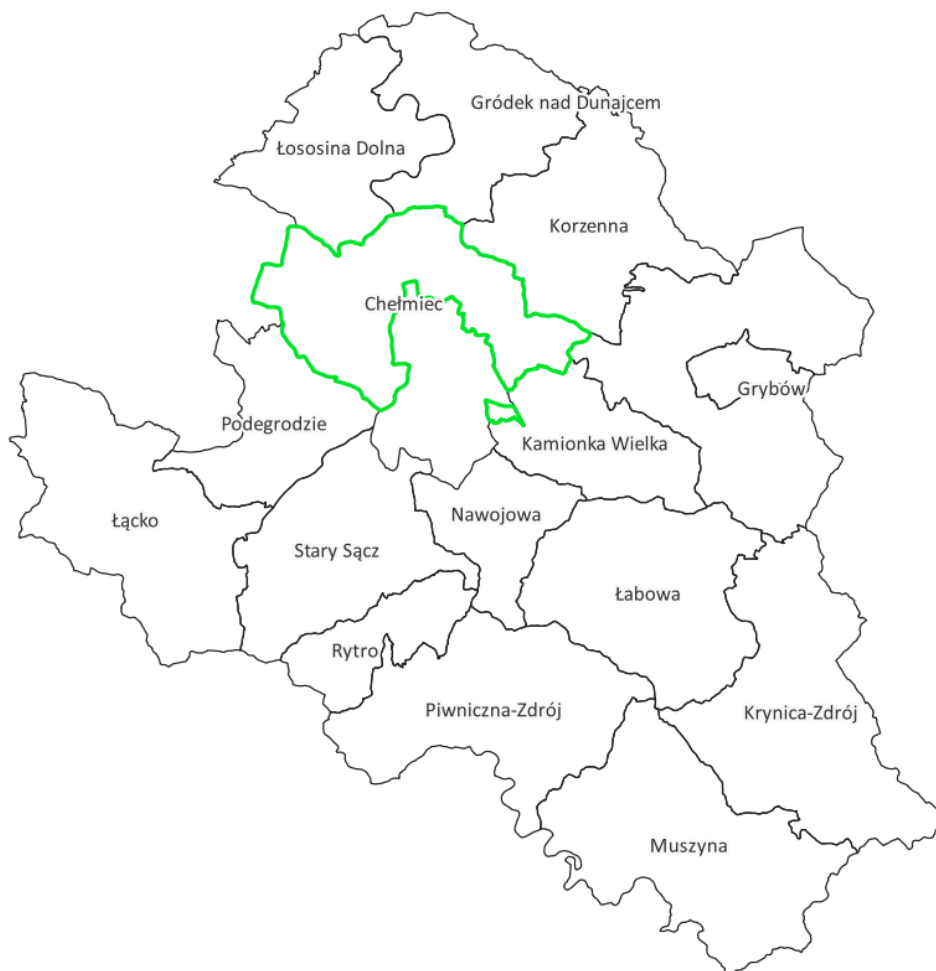 Gródek nad Dunajcem
Łososina Dolna
Korzenna
Chełmiec
Grybów
Podegrodzie
Kamionka Wielka
Nawojowa
Łącko
Stary Sącz
Łabowa
Rytro
Piwniczna-Zdrój
Krynica-Zdrój
Muszyna